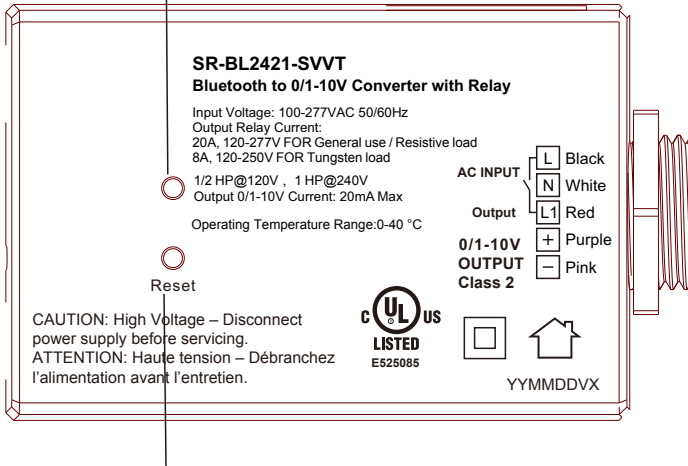 SR-BL2421-SVVT
Bluetooth to 0/1-10V Converter with Relay
Input Voltage: 100-277VAC 50/60Hz
Output Relay Current:
20A, 120-277V FOR General use / Resistive load
8A, 120-250V FOR Tungsten load
1/2 HP@120V , 1 HP@240V
Output 0/1-10V Current: 20mA Max
Operating Temperature Range:0-40 °C
Reset
AC INPUT
L Black
N White
Output L1 Red
+ Purple
− Pink
0/1-10V
OUTPUT
Class 2
CAUTION: High Voltage – Disconnect
power supply before servicing.
ATTENTION: Haute tension – Débranchez
l’alimentation avant l’entretien.
C UL US
LISTED
E525085
YYMMDDVX